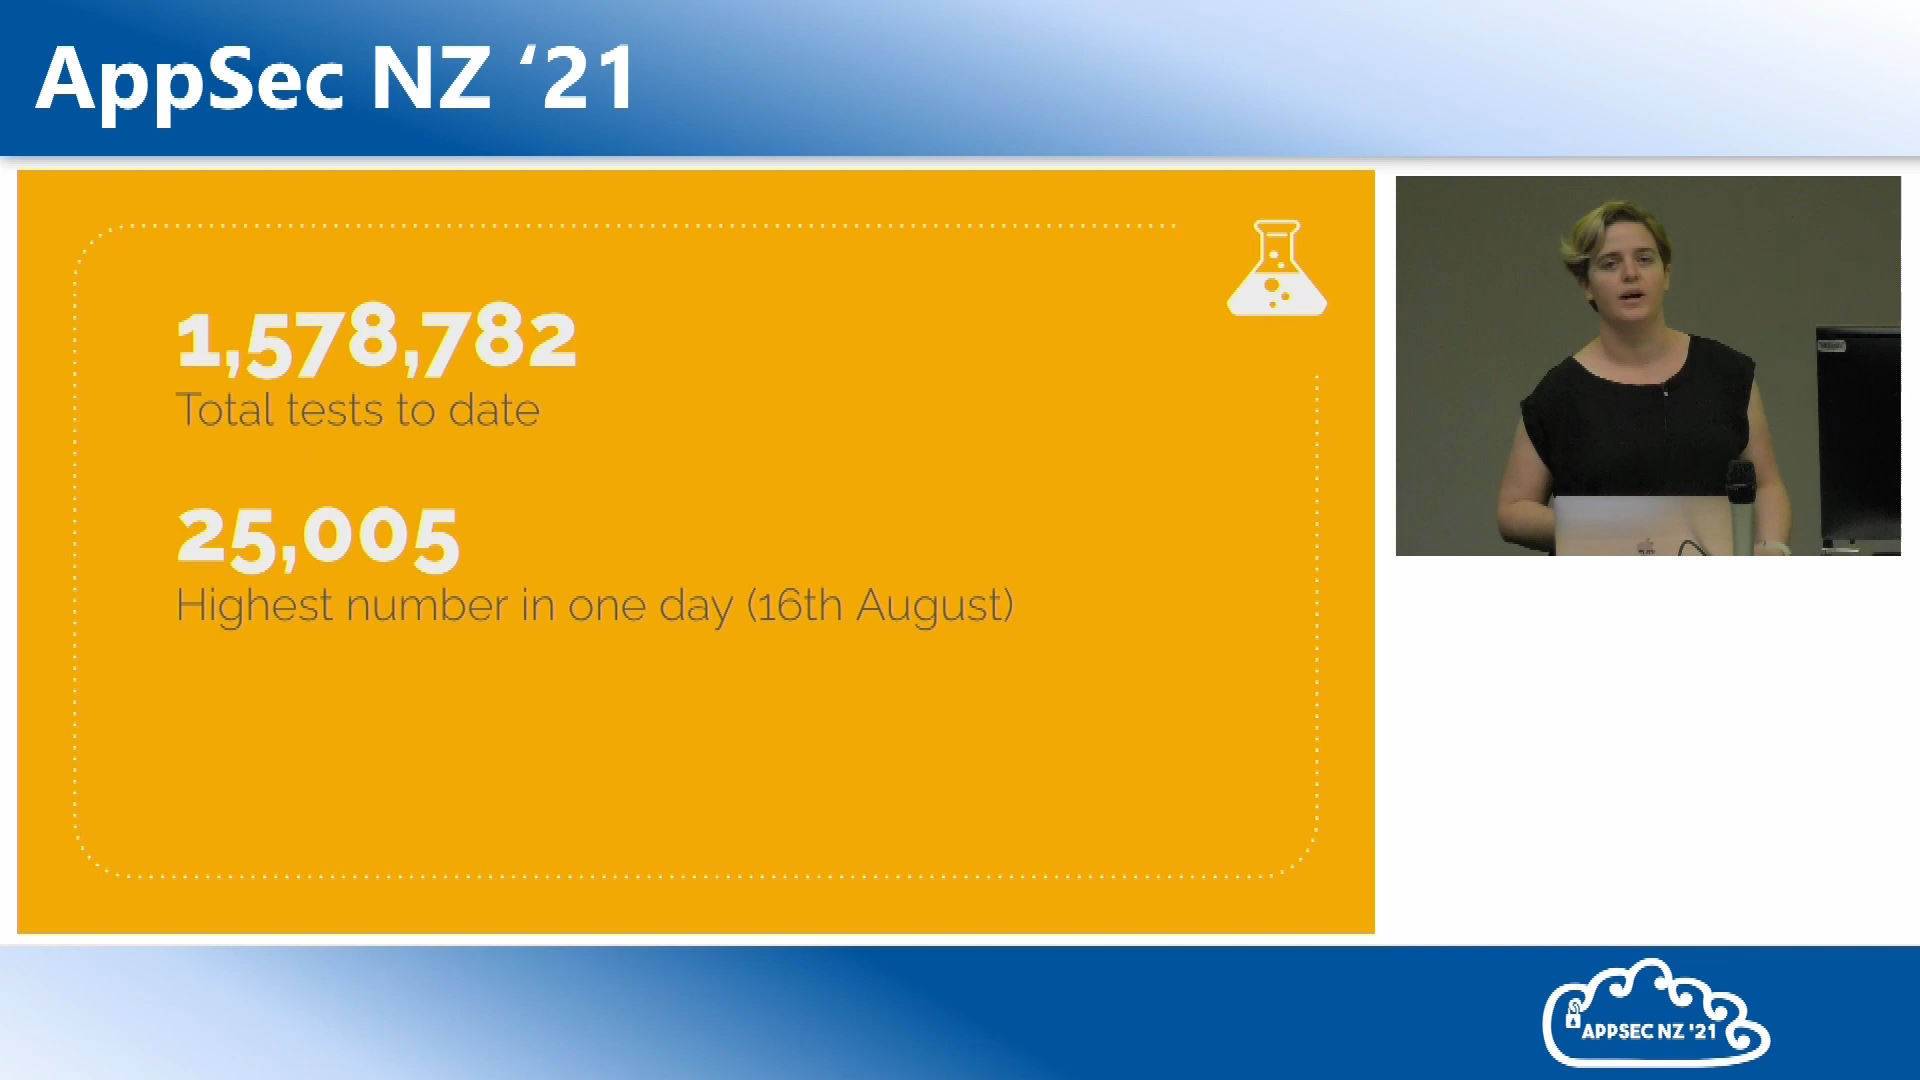 AppSec NZ ‘21
1,578,782
Total tests to date
25,005
Highest number in one day (16th August)
APPSEC NZ '21